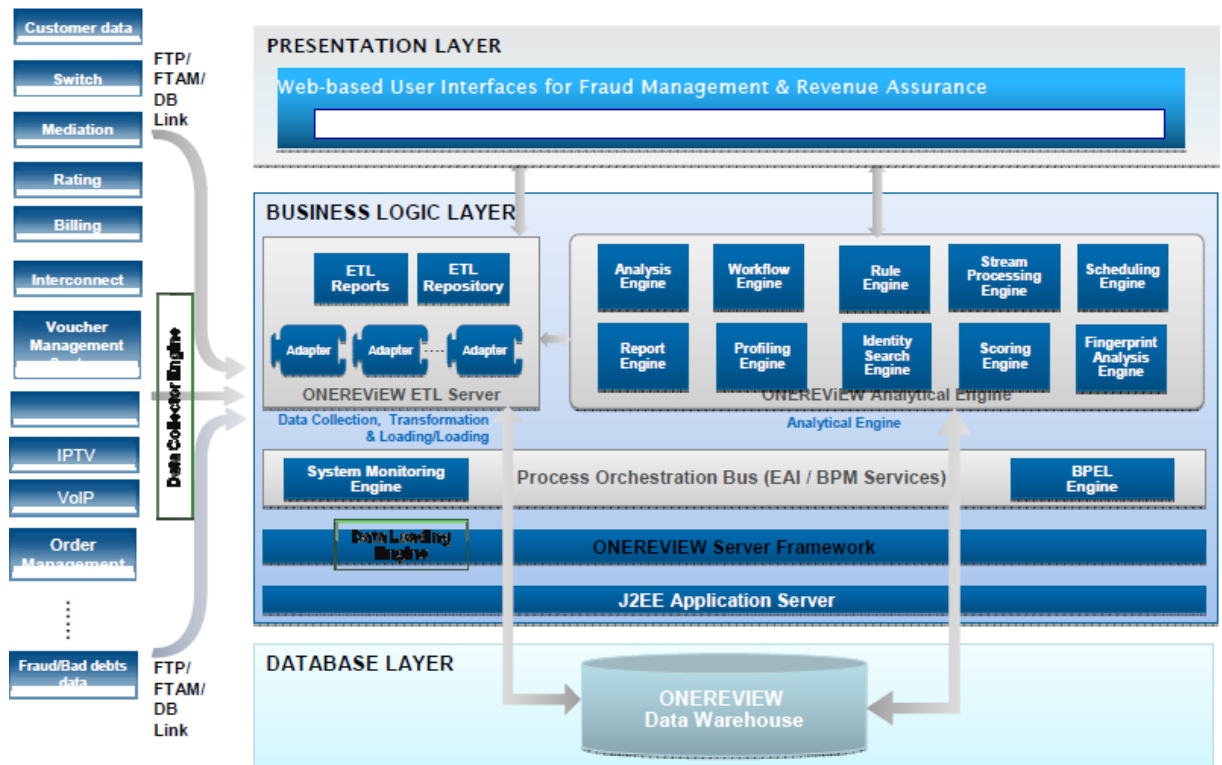 Customer data
Switch
Mediation
Rating
Billing
Interconnect
Voucher
Management
IPTV
VoIP
Order
Management
Fraud/Bad debts
data
FTP/
FTAM/
DB
Link
FTP/
FTAM/
DB
Link
Data Collector Engine
PRESENTATION LAYER
Web-based User Interfaces for Fraud Management & Revenue Assurance
BUSINESS LOGIC LAYER
ETL
Reports
ETL
Repository
Adapter
Adapter
Adapter
ONEREViEW ETL Server
Data Collection, Transformation
& Loading/Loading
Analysis
Engine
Workflow
Engine
Rule
Engine
Stream
Processing
Engine
Scheduling
Engine
Report
Engine
Profiling
Engine
Identity
Search
Engine
Scoring
Engine
Fingerprint
Analysis
Engine
ONEREViEW Analytical Engine
Analytical Engine
System Monitoring
Engine
Process Orchestration Bus (EAI / BPM Services)
BPEL
Engine
Data Loading
Engine
ONEREVIEW Server Framework
J2EE Application Server
DATABASE LAYER
ONEREVIEW
Data Warehouse